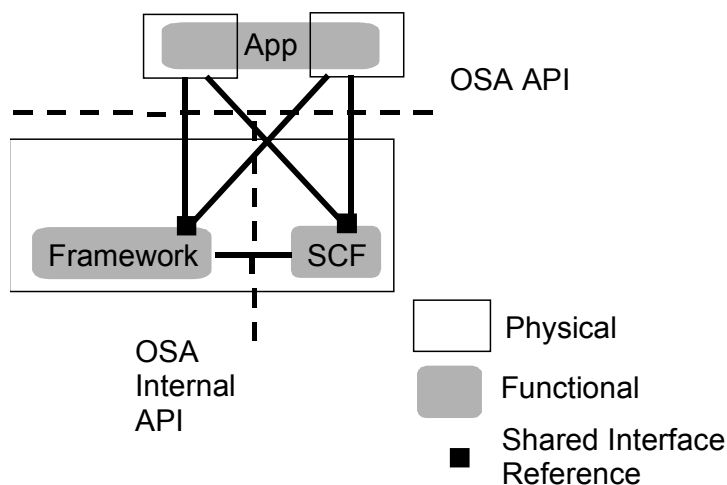 App
OSA API
Framework
SCF
OSA
Internal
API
Physical
Functional
Shared Interface
Reference